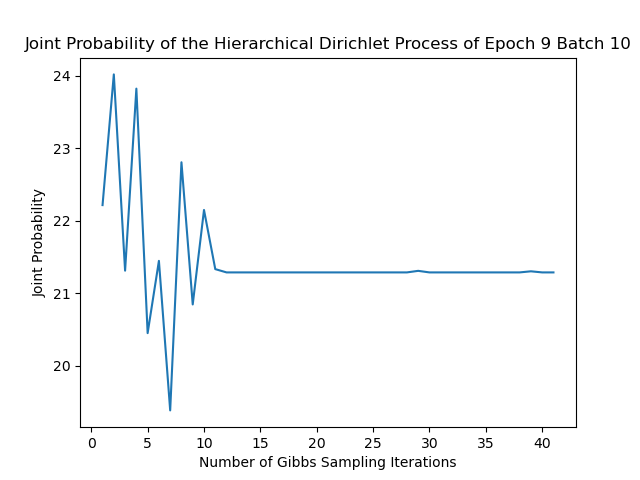 Joint Probability of the Hierarchical Dirichlet Process of Epoch 9 Batch 10
24
23
22
21
20
Joint Probability
0 5 10 15 20 25 30 35 40
Number of Gibbs Sampling Iterations